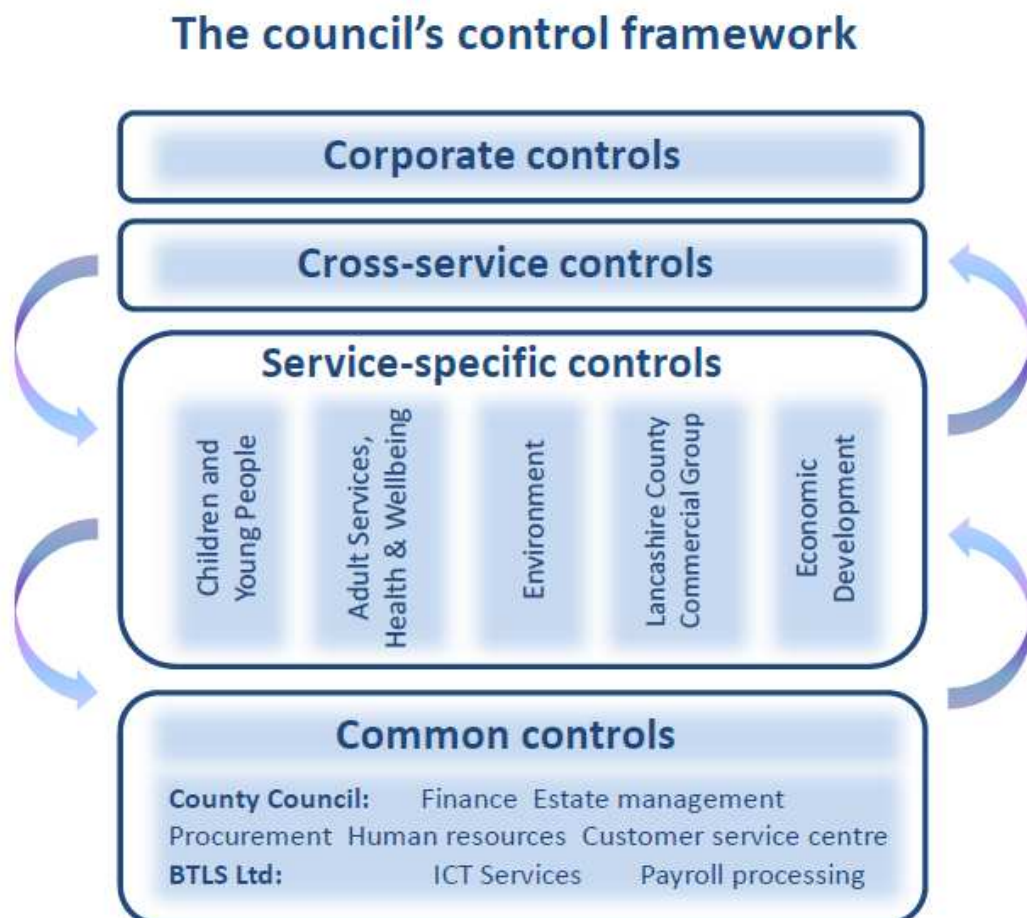 The council's control framework
Corporate controls
Cross-service controls
Service-specific controls
Children and
Young People
Adult Services,
Health & Wellbeing
Environment
Lancashire County
Commercial Group
Economic
Development
Common controls
County Council: Finance Estate management
Procurement Human resources Customer service centre
BTLS Ltd: ICT Services Payroll processing